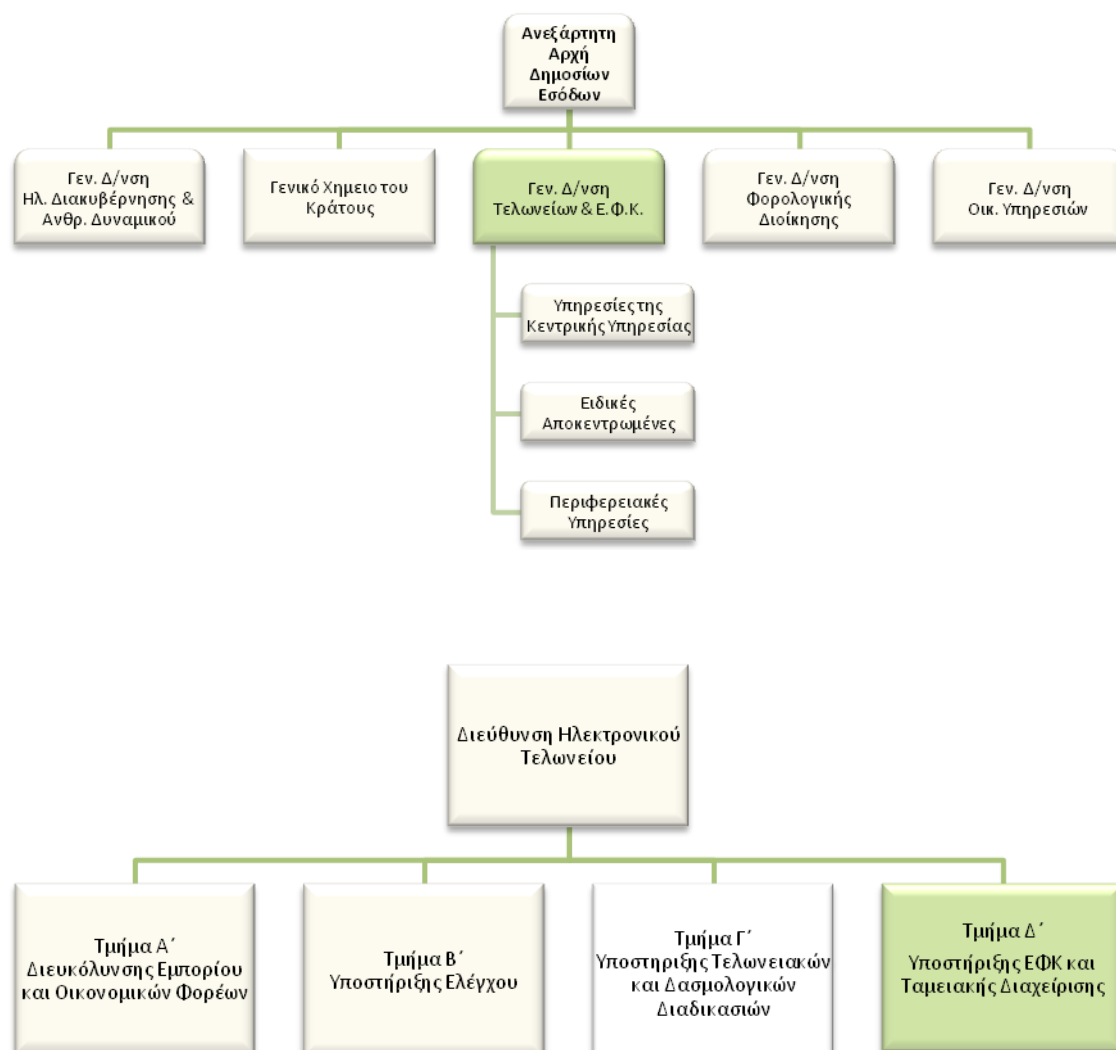 Ανεξάρτητη
Αρχή
Δημοσίων
Εσόδων
Γεν. Δ/νση
Ηλ. Διακυβέρνησης &
Ανθρ. Δυναμικού
Γενικό Χημειο του
Κράτους
Γεν. Δ/νση
Τελωνείων & Ε.Φ.Κ.
Γεν. Δ/νση
Φορολογικής
Διοίκησης
Γεν. Δ/νση
Οικ. Υπηρεσιών
Υπηρεσίες της
Κεντρικής Υπηρεσίας
Ειδικές
Αποκεντρωμένες
Περιφερειακές
Υπηρεσίες
Διεύθυνση Ηλεκτρονικού
Τελωνείου
Τμήμα Α΄
Διευκόλυνσης Εμπορίου
και Οικονομικών Φορέων
Τμήμα Β΄
Υποστήριξης Ελέγχου
Τμήμα Γ΄
Υποστηριξης Τελωνειακών
και Δασμολογικών
Διαδικασιών
Τμήμα Δ΄
Υποστήριξης ΕΦΚ και
Ταμειακής Διαχείρισης